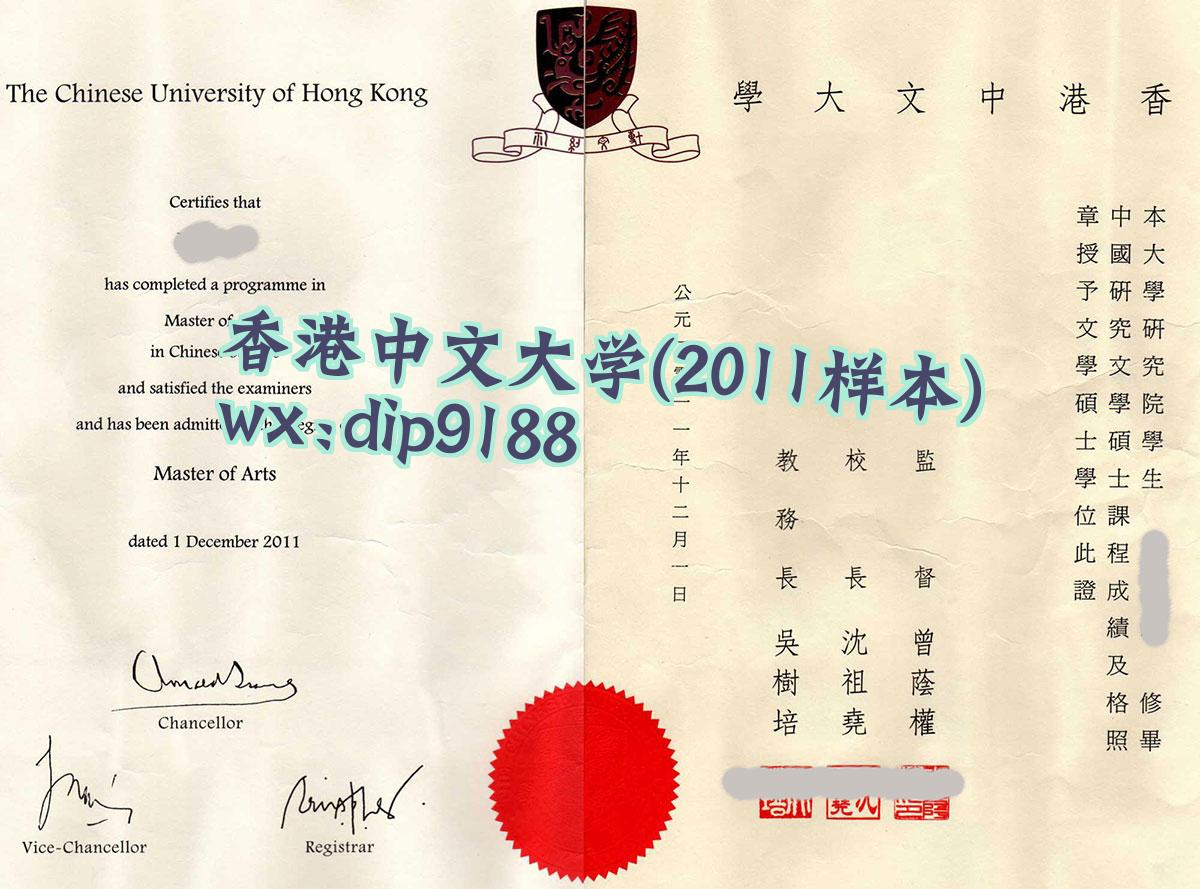 The Chinese University of Hong Kong
Certifies that
has completed a programme in
Master of
in Chinese
and satisfied the examiners
and has been admitted
Master of Arts
dated 1 December 2011
Chancellor
Vice-Chancellor
Registrar
香港中文大學
本大學研究院學生 修畢
中國研究文學碩士課程成績及格照
章授予文學碩士學位此證
監督 曾蔭權
校長 沈祖堯
教務長 吳樹培
公元 一年十二月一日
香港中文大学(2011样本)
wx:dip9188